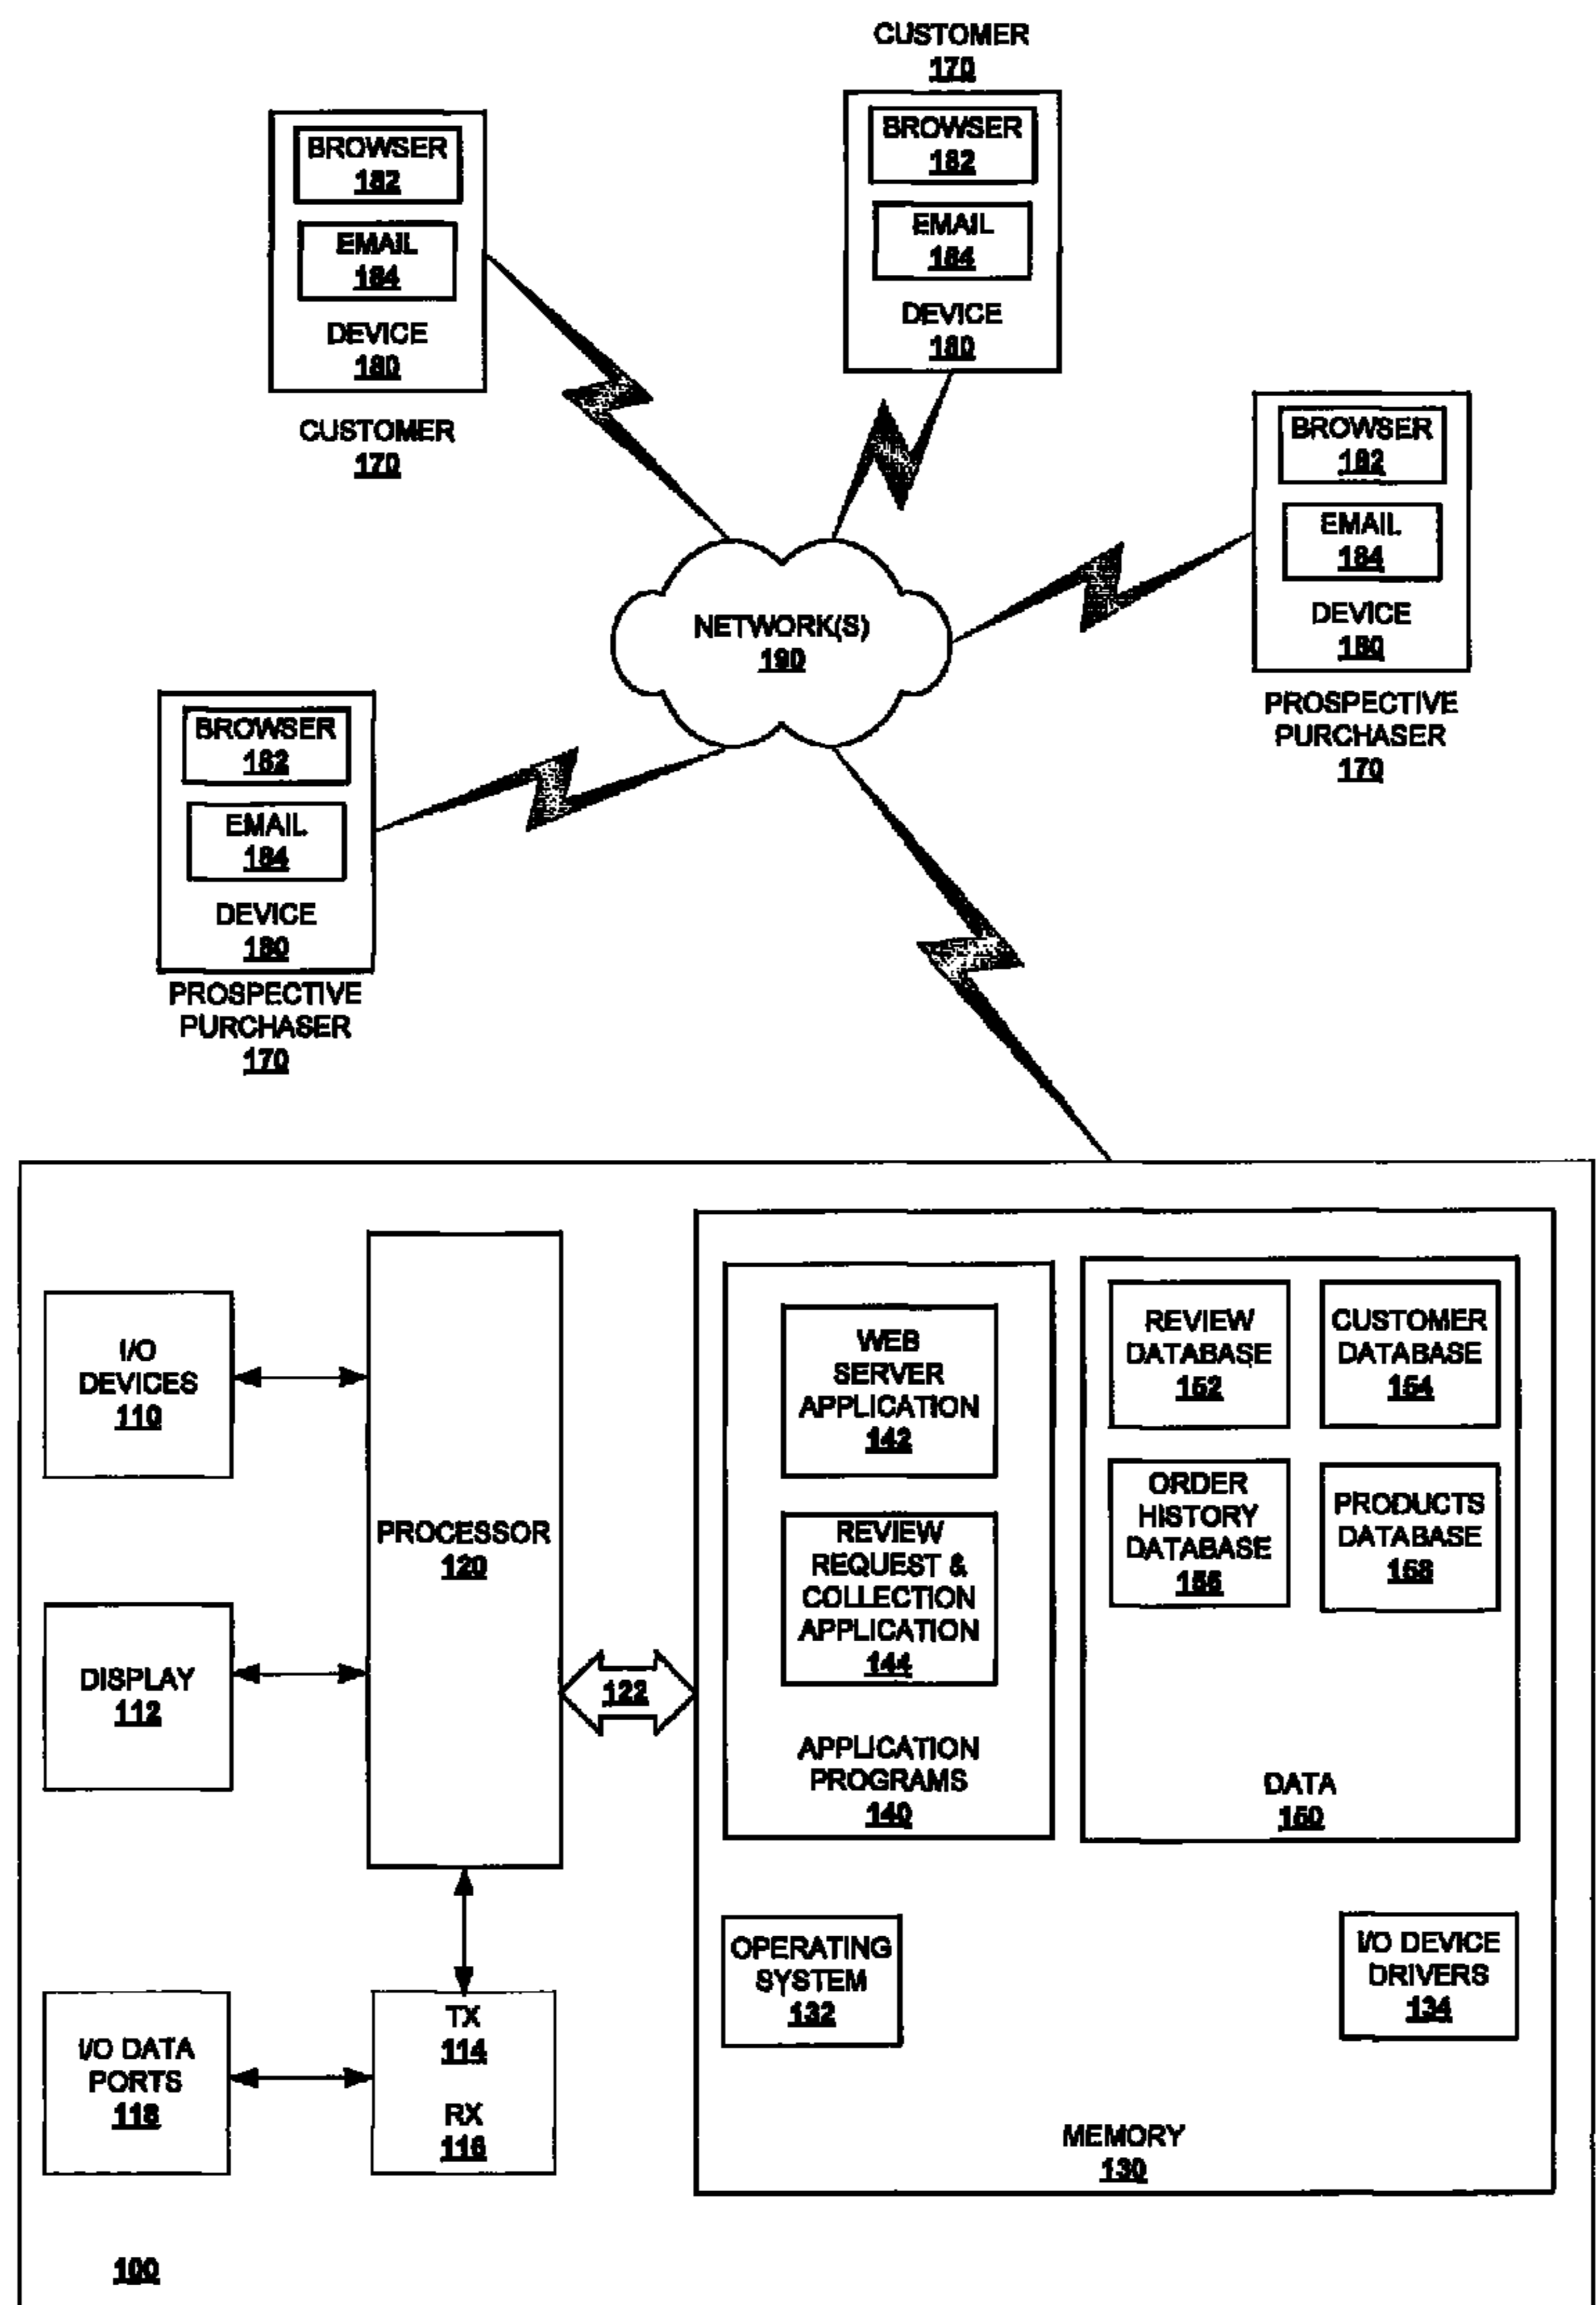 CUSTOMER
170
BROWSER
182
EMAIL
184
DEVICE
180
CUSTOMER
170
BROWSER
182
EMAIL
184
DEVICE
180
BROWSER
182
EMAIL
184
DEVICE
180
PROSPECTIVE
PURCHASER
170
NETWORK(S)
190
BROWSER
182
EMAIL
184
DEVICE
180
PROSPECTIVE
PURCHASER
170
I/O
DEVICES
110
DISPLAY
112
I/O DATA
PORTS
118
PROCESSOR
120
TX
114
RX
116
122
WEB
SERVER
APPLICATION
142
REVIEW
REQUEST &
COLLECTION
APPLICATION
144
APPLICATION
PROGRAMS
140
REVIEW
DATABASE
152
CUSTOMER
DATABASE
154
ORDER
HISTORY
DATABASE
156
PRODUCTS
DATABASE
158
DATA
150
OPERATING
SYSTEM
132
I/O DEVICE
DRIVERS
134
MEMORY
130
100